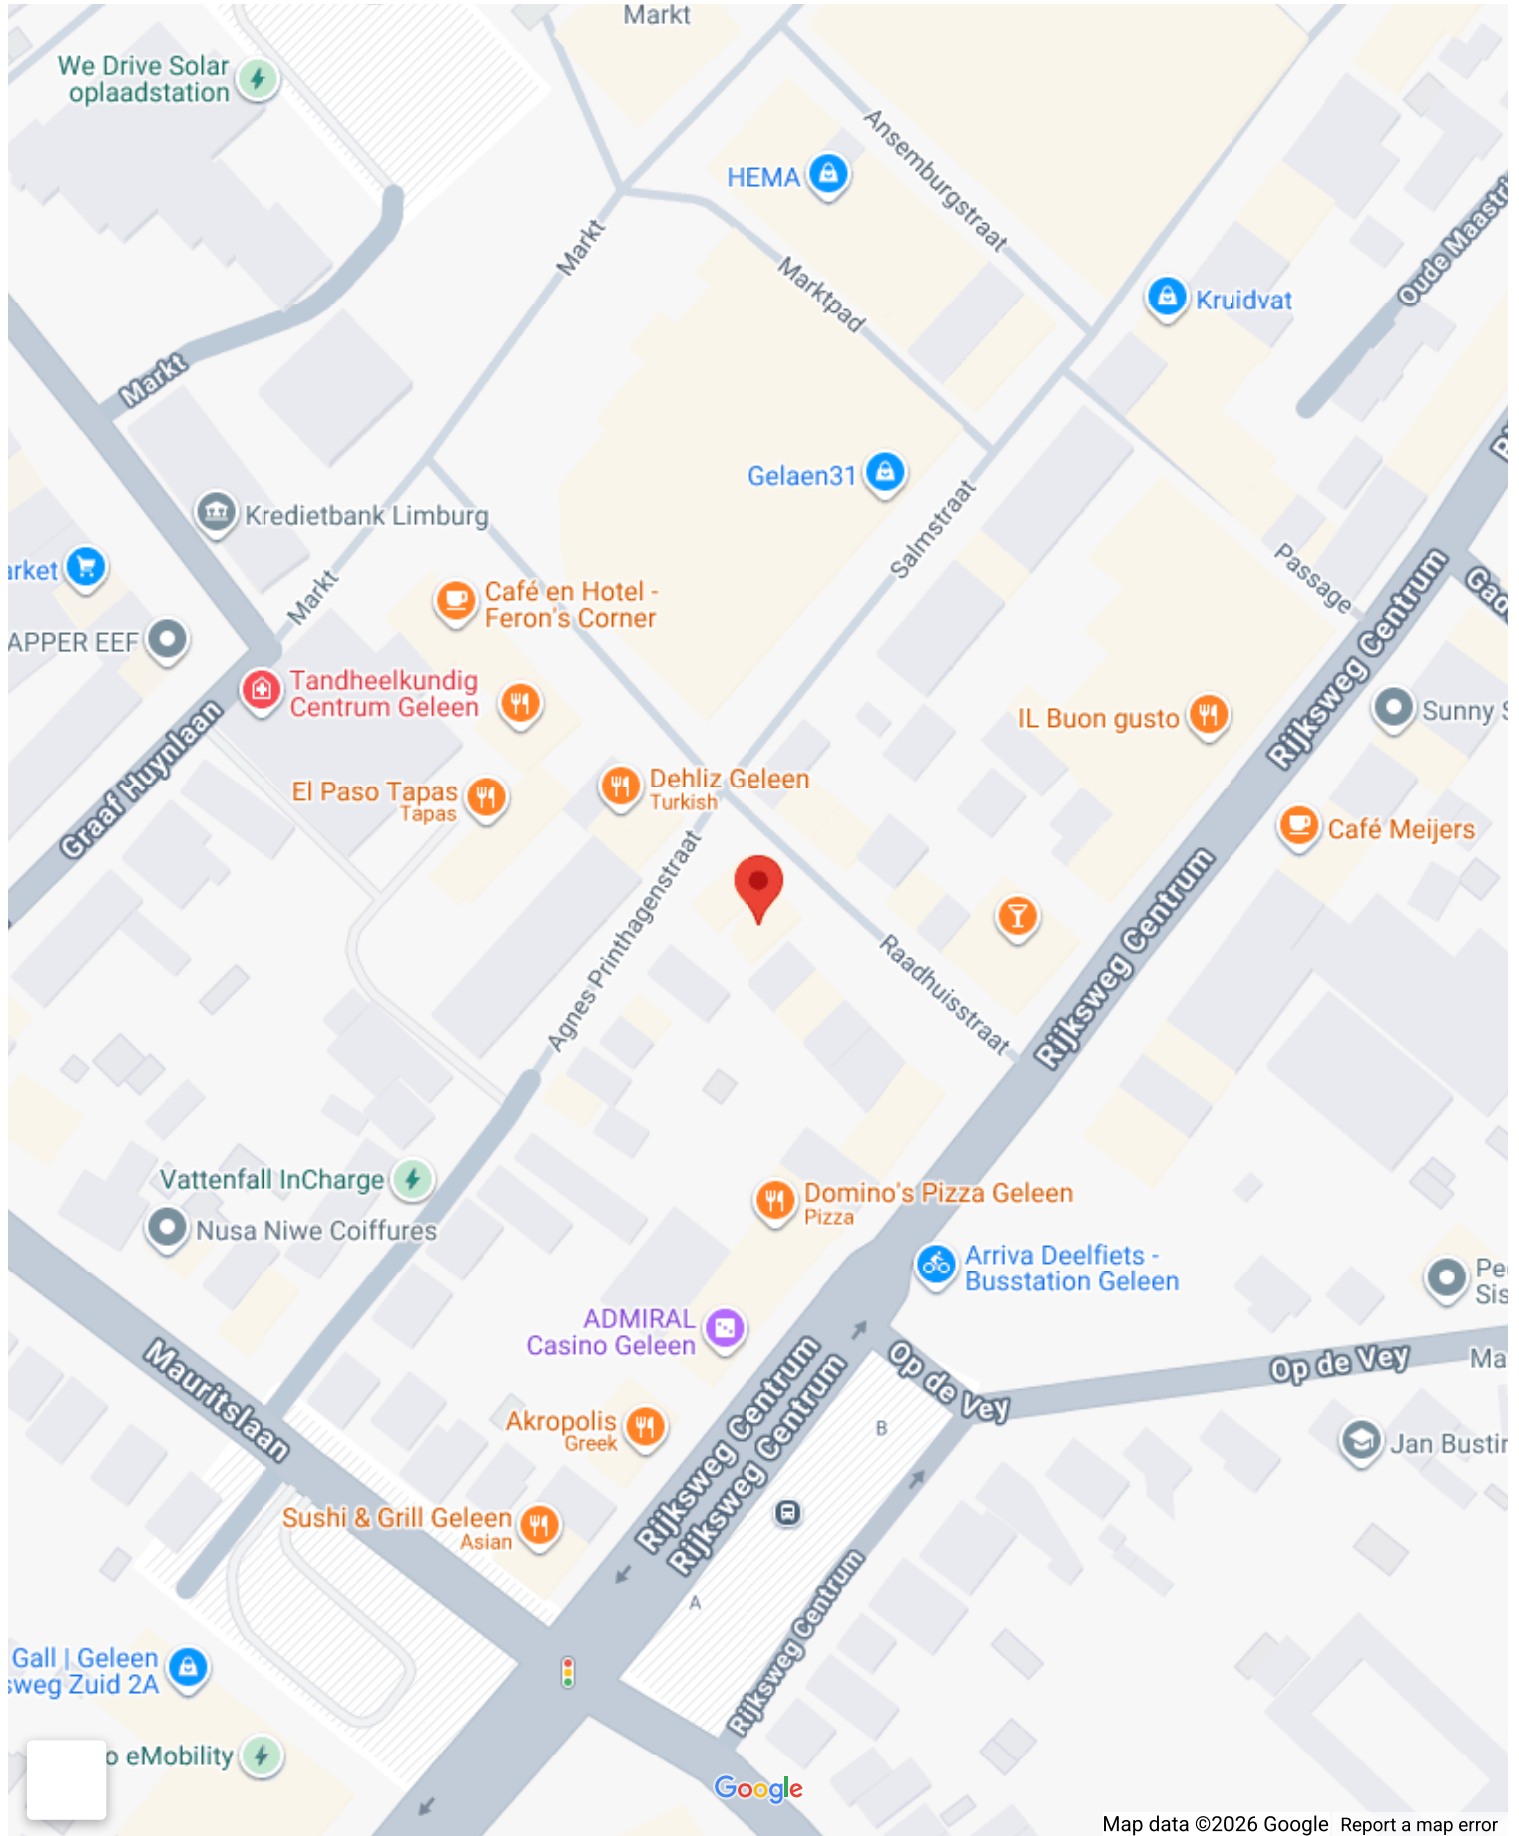 Markt
We Drive Solar
oplaadstation
Ansemburgstraat
HEMA
Markt
Oude Maastri
Marktpad
Kruidvat
Markt
Gelaen31
Kredietbank Limburg
Salmstraat
arket
Passage
Markt
Café en Hotel -
Feron's Corner
APPER EEF
Rijksweg Centrum
Tandheelkundig
Centrum Geleen
IL Buon gusto
Sunny S
Graaf Huynlaan
Dehliz Geleen
Turkish
El Paso Tapas
Tapas
Café Meijers
Agnes Printhagenstraat
Rijksweg Centrum
Raadhuisstraat
Vattenfall InCharge
Nusa Niwe Coiffures
Domino's Pizza Geleen
Pizza
Arriva Deelfiets -
Busstation Geleen
Pe
Sis
ADMIRAL
Casino Geleen
Mauritslaan
Op de Vey
Op de Vey
Ma
Rijksweg Centrum
Rijksweg Centrum
Akropolis
Greek
B
Jan Bustin
Sushi & Grill Geleen
Asian
A
Rijksweg Centrum
Gall | Geleen
sweg Zuid 2A
o eMobility
Google
Map data ©2026 Google
Report a map error